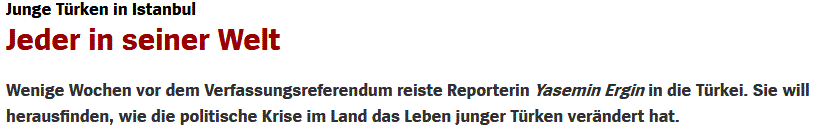 Junge Türken in Istanbul
Jeder in seiner Welt
Wenige Wochen vor dem Verfassungsreferendum reiste Reporterin Yasemin Ergin in die Türkei. Sie will
herausfinden, wie die politische Krise im Land das Leben junger Türken verändert hat.